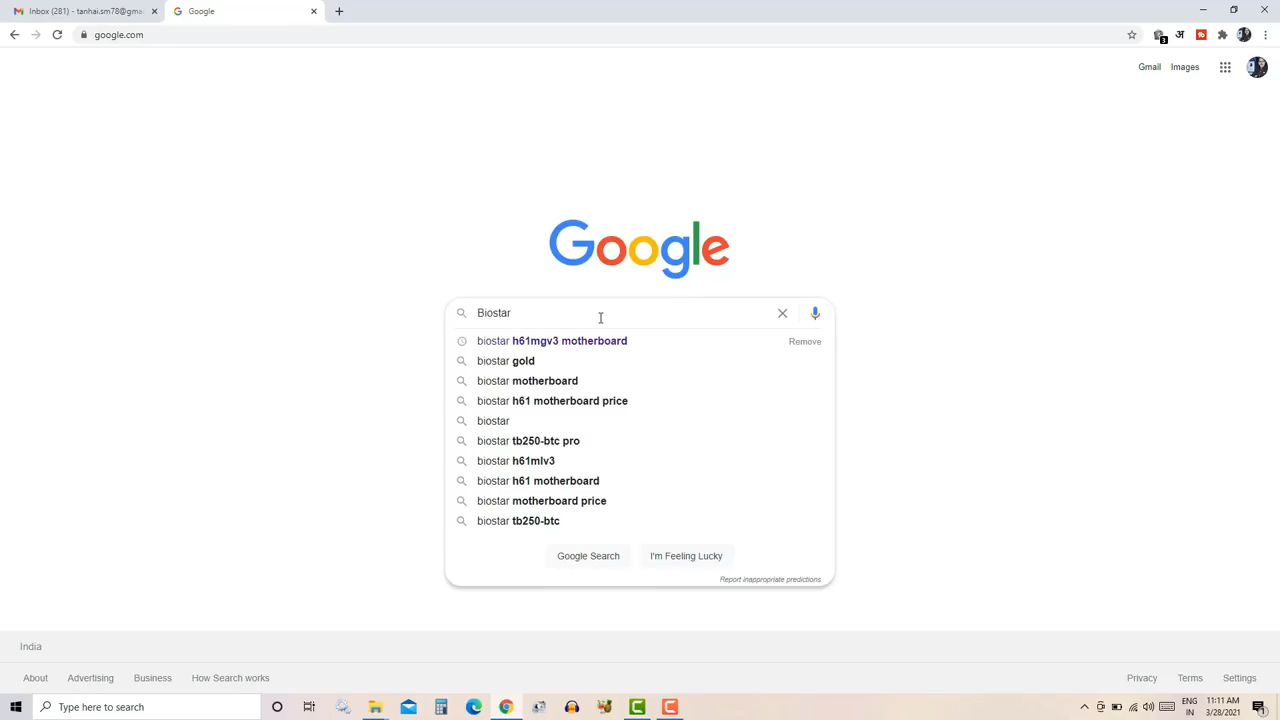 Inbox (281) - tanhai.sm78@gmai
Google
google.com
3
अ
Gmail Images
Google
Biostar
biostar h61mgv3 motherboard Remove
biostar gold
biostar motherboard
biostar h61 motherboard price
biostar
biostar tb250-btc pro
biostar h61mlv3
biostar h61 motherboard
biostar motherboard price
biostar tb250-btc
Google Search I'm Feeling Lucky
Report inappropriate predictions
India
About Advertising Business How Search works Privacy Terms Settings
Type here to search
ENG 11:11 AM
IN 3/28/2021